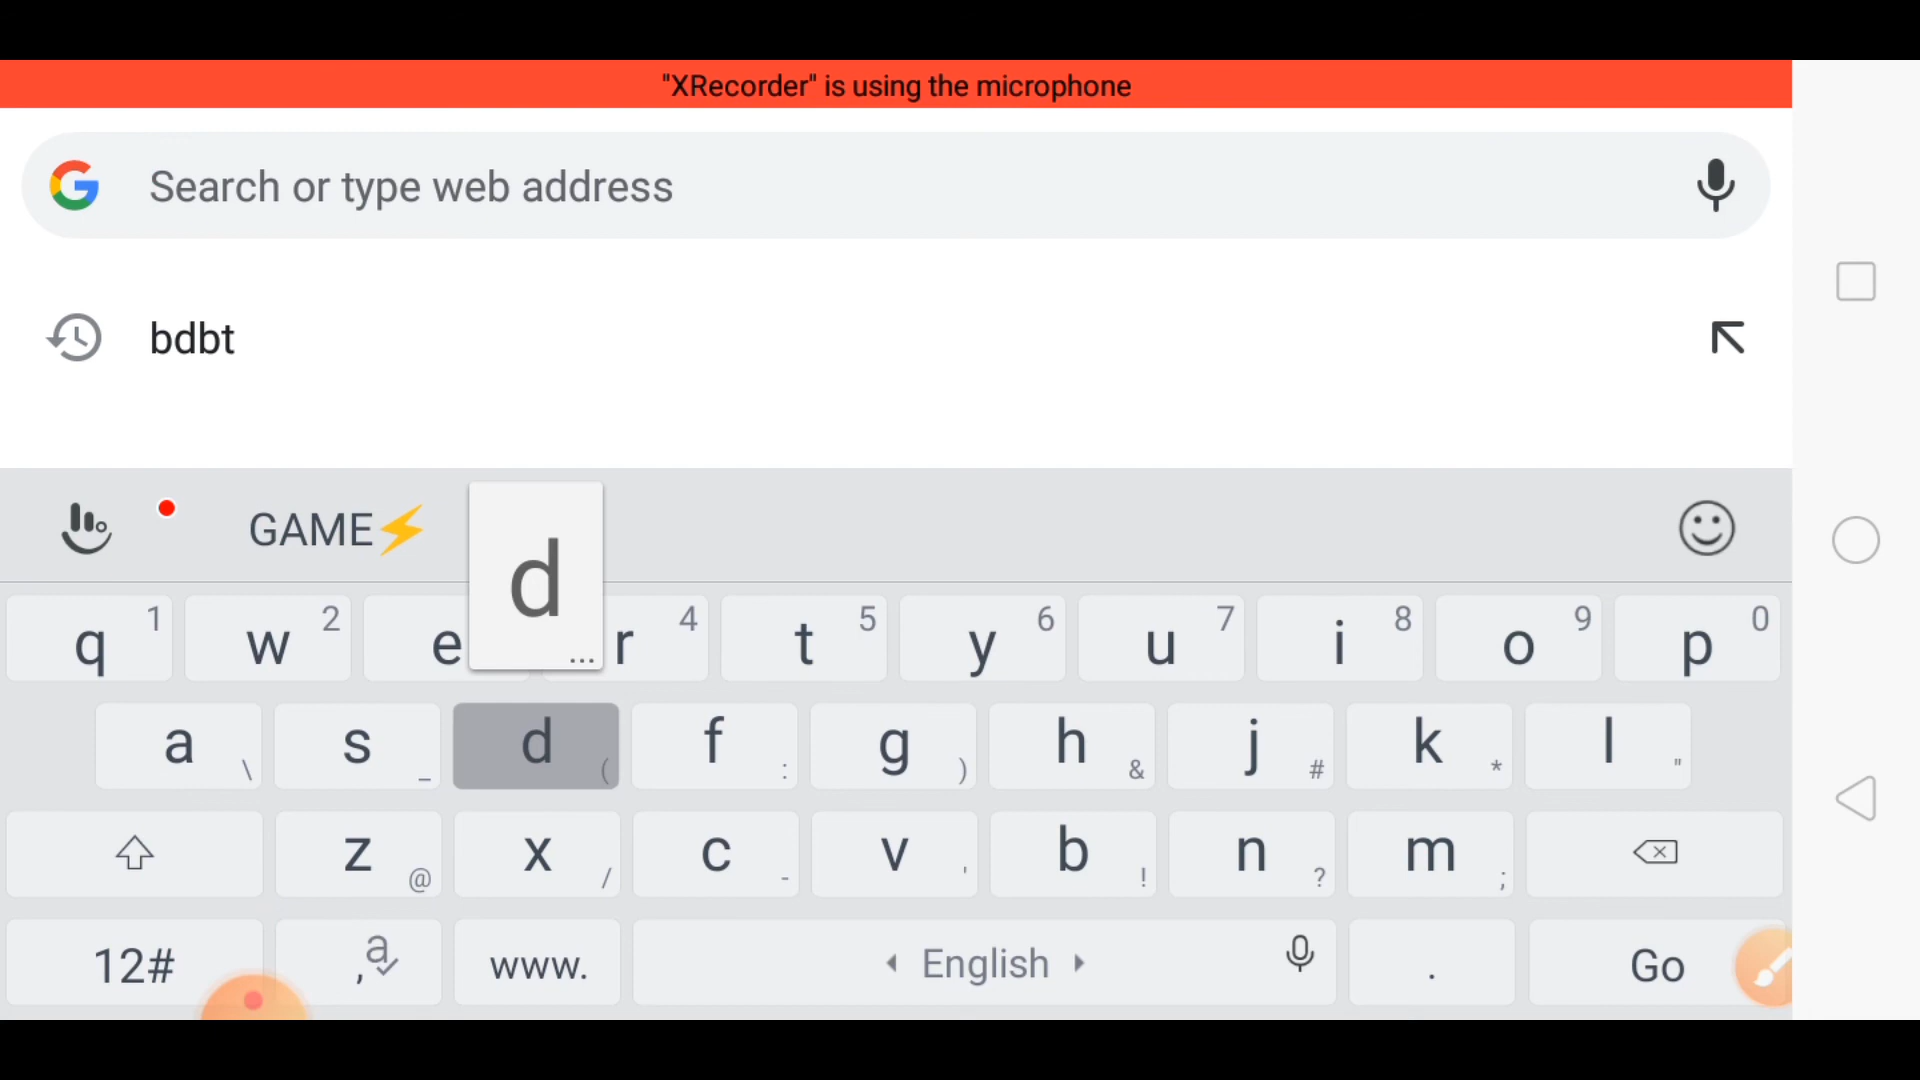 "XRecorder" is using the microphone
Search or type web address
bdbt
GAME⚡
d
...
q 1 w 2 e r 4 t 5 y 6 u 7 i 8 o 9 p 0
a \ s _ d ( f : g ) h & j # k * l "
z @ x / c - v ' b ! n ? m ;
12# , a www. English . Go